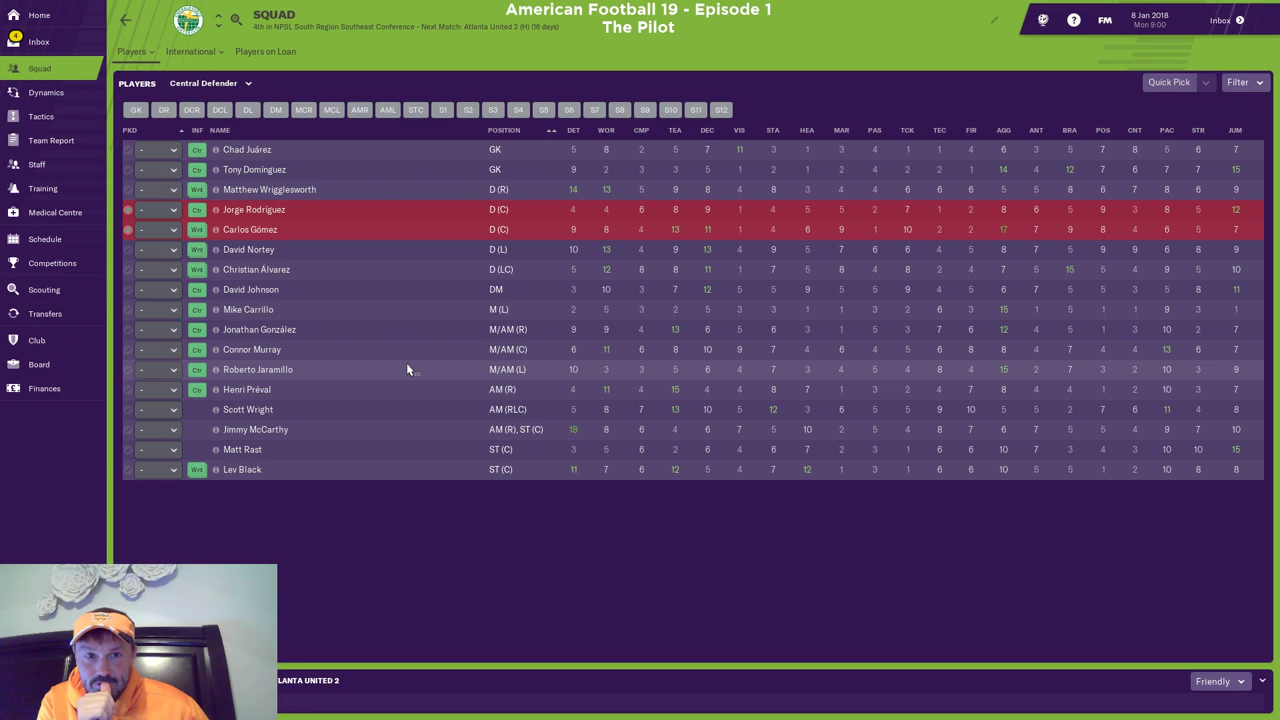 Home
4
Inbox
Squad
Dynamics
Tactics
Team Report
Staff
Training
Medical Centre
Schedule
Competitions
Scouting
Transfers
Club
Board
Finances
SQUAD
4th in NPSL South Region Southeast Conference - Next Match: Atlanta United 2 (H) (16 days)
American Football 19 - Episode 1
The Pilot
? FM 8 Jan 2018
Mon 9:00
Inbox
Players International Players on Loan
PLAYERS Central Defender Quick Pick Filter
GK DR DCR DCL DL DM MCR MCL AMR AML STC S1 S2 S3 S4 S5 S6 S7 S8 S9 S10 S11 S12
PKD INF NAME POSITION DET WOR CMP TEA DEC VIS STA HEA MAR PAS TCK TEC FIR AGG ANT BRA POS CNT PAC STR JUM
- Ctr Chad Juárez GK 5 8 2 5 7 11 3 1 3 4 1 4 4 6 3 5 7 8 5 6 7
- Ctr Tony Domínguez GK 9 2 3 3 5 1 2 1 2 4 2 2 1 14 4 12 7 6 7 7 15
- Wnt Matthew Wrigglesworth D (R) 14 13 5 9 8 4 8 3 4 4 6 6 6 5 5 8 6 7 8 6 9
- Ctr Jorge Rodríguez D (C) 4 4 6 8 9 1 4 5 5 2 7 1 2 8 6 5 9 3 8 5 12
- Wnt Carlos Gómez D (C) 9 8 4 13 11 1 4 6 9 1 10 2 2 17 7 9 8 4 6 5 7
- Wnt David Nortey D (L) 10 13 4 9 13 4 9 5 7 6 6 4 5 8 7 5 9 9 6 8 9
- Wnt Christian Álvarez D (LC) 5 12 8 8 11 1 7 5 8 4 8 2 4 7 5 15 5 4 9 5 10
- Ctr David Johnson DM 3 10 3 7 12 5 5 9 5 5 9 4 5 6 7 5 5 3 5 8 11
- Ctr Mike Carrillo M (L) 2 5 3 2 5 5 3 1 2 3 2 6 3 15 4 5 1 1 9 3 1
- Ctr Jonathan González M/AM (R) 9 9 4 13 6 5 6 3 1 5 3 7 6 12 4 5 1 3 10 2 7
- Ctr Connor Murray M/AM (C) 6 11 6 8 10 9 7 4 6 4 5 6 8 8 4 7 4 4 13 6 7
- Ctr Roberto Jaramillo M/AM (L) 10 3 3 5 6 4 7 3 4 5 4 8 4 15 2 7 3 2 10 3 9
- Ctr Henri Préval AM (R) 4 11 4 15 4 4 8 7 1 3 2 4 7 8 4 4 1 2 10 3 7
- Scott Wright AM (RLC) 5 8 7 13 10 5 12 3 6 5 5 9 10 5 5 2 7 6 11 4 8
- Jimmy McCarthy AM (R), ST (C) 18 8 6 4 6 7 5 10 2 5 4 8 7 6 7 5 5 4 9 7 10
- Matt Rast ST (C) 3 5 8 5 3 4 6 7 2 5 1 6 6 10 7 3 4 3 10 10 15
- Wnt Lev Black ST (C) 11 7 6 12 5 4 7 12 1 3 1 6 6 10 5 5 1 2 10 8 8
TLANTA UNITED 2 Friendly